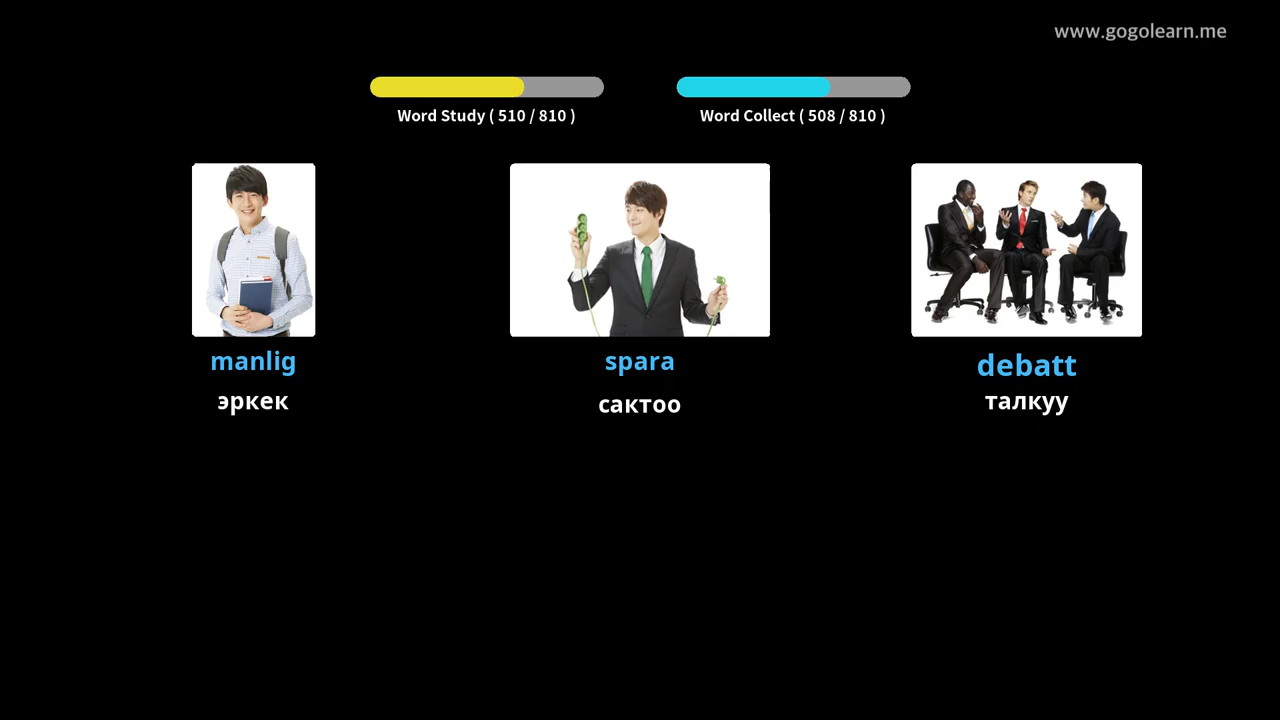 www.gogolearn.me
Word Study ( 510 / 810 )
Word Collect ( 508 / 810 )
manlig
эркек
spara
сактоо
debatt
талкуу